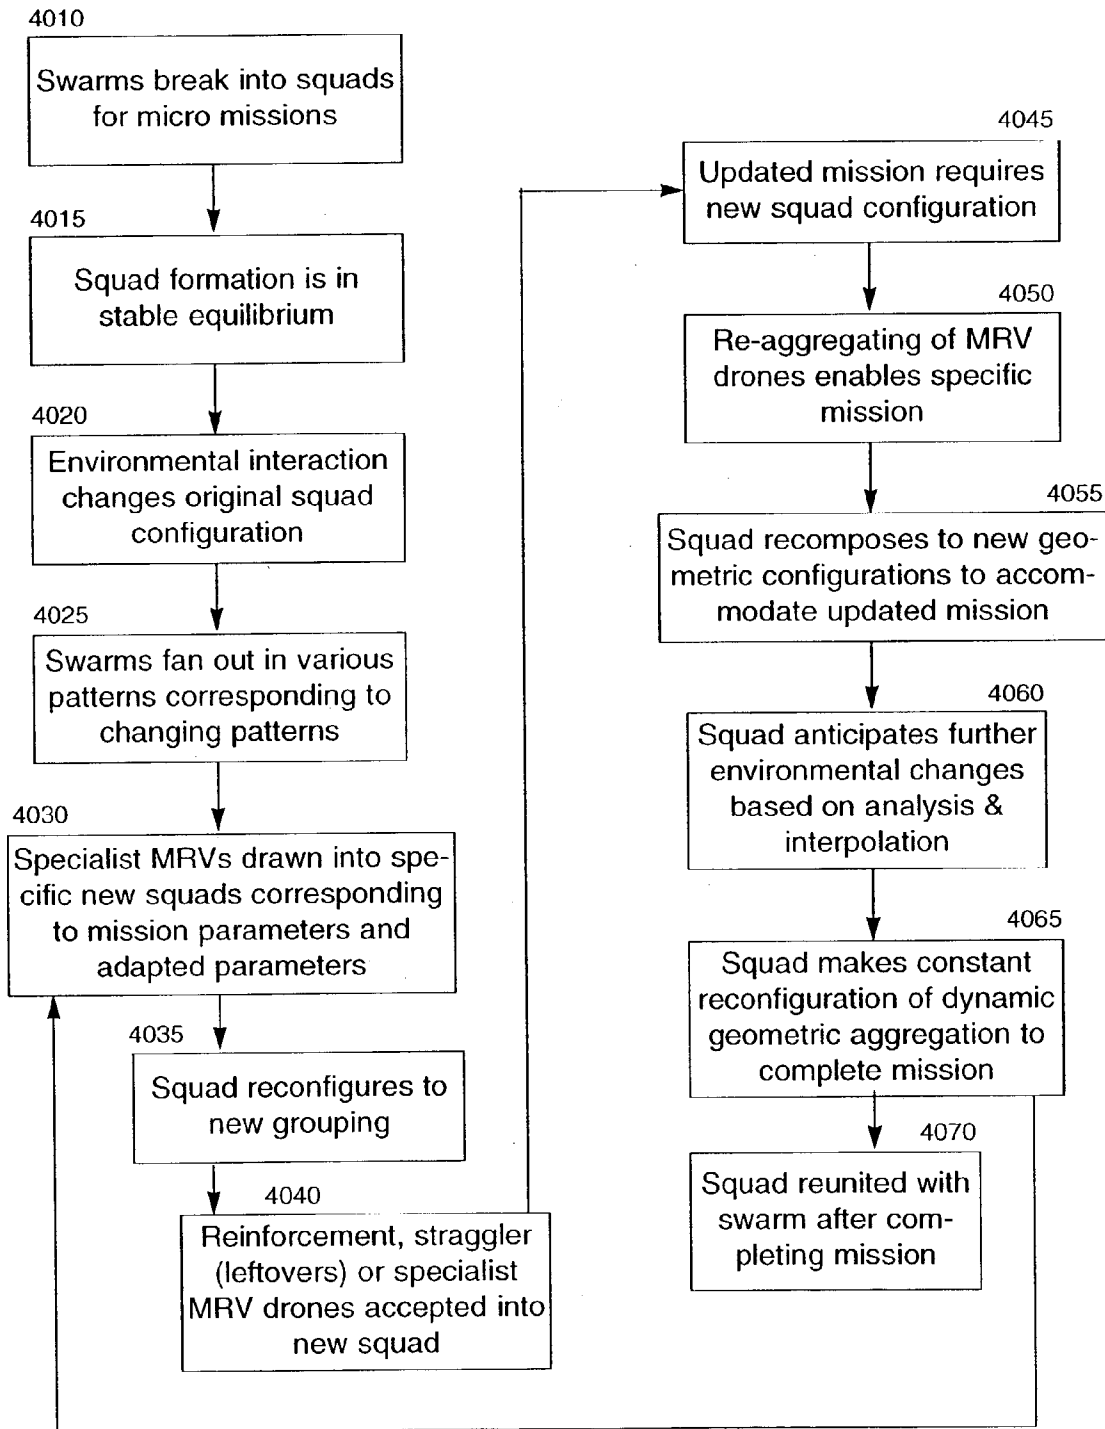 4010
Swarms break into squads
for micro missions
4015
Squad formation is in
stable equilibrium
4020
Environmental interaction
changes original squad
configuration
4025
Swarms fan out in various
patterns corresponding to
changing patterns
4030
Specialist MRVs drawn into spe-
cific new squads corresponding
to mission parameters and
adapted parameters
4035
Squad reconfigures to
new grouping
4040
Reinforcement, straggler
(leftovers) or specialist
MRV drones accepted into
new squad
4045
Updated mission requires
new squad configuration
4050
Re-aggregating of MRV
drones enables specific
mission
4055
Squad recomposes to new geo-
metric configurations to accom-
modate updated mission
4060
Squad anticipates further
environmental changes
based on analysis &
interpolation
4065
Squad makes constant
reconfiguration of dynamic
geometric aggregation to
complete mission
4070
Squad reunited with
swarm after com-
pleting mission